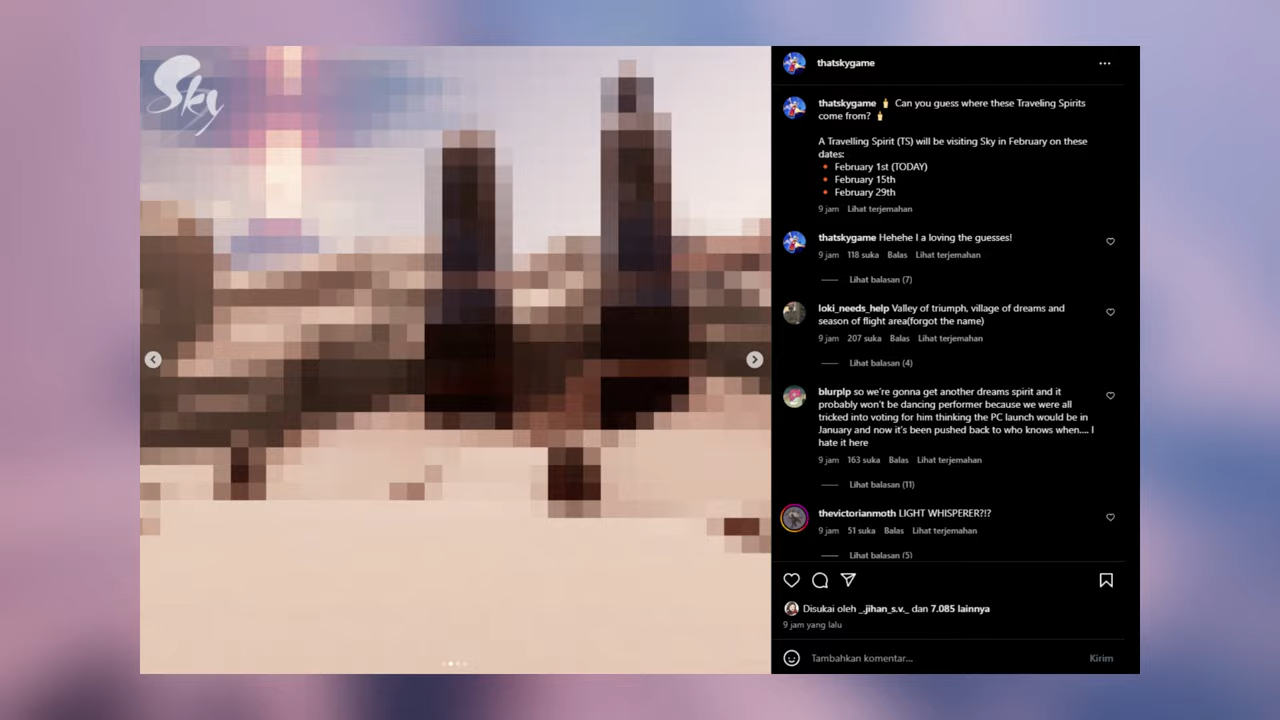 Sky
thatskygame
thatskygame 🕯️ Can you guess where these Traveling Spirits
come from? 🕯️
A Travelling Spirit (TS) will be visiting Sky in February on these
dates:
🔸 February 1st (TODAY)
🔸 February 15th
🔸 February 29th
9 jam Lihat terjemahan
thatskygame Hehehe I a loving the guesses!
9 jam 118 suka Balas Lihat terjemahan
Lihat balasan (7)
loki_needs_help Valley of triumph, village of dreams and
season of flight area(forgot the name)
9 jam 207 suka Balas Lihat terjemahan
Lihat balasan (4)
blurplp so we're gonna get another dreams spirit and it
probably won't be dancing performer because we were all
tricked into voting for him thinking the PC launch would be in
January and now it's been pushed back to who knows when.... I
hate it here
9 jam 163 suka Balas Lihat terjemahan
Lihat balasan (11)
thevictorianmoth LIGHT WHISPERER?!?
9 jam 51 suka Balas Lihat terjemahan
Lihat balasan (5)
Disukai oleh _.jihan_s.v._ dan 7.085 lainnya
9 jam yang lalu
Tambahkan komentar...
Kirim